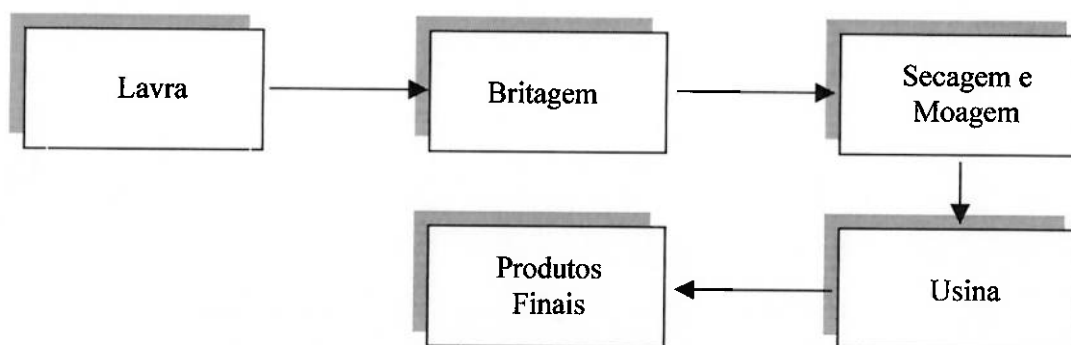 Lavra
Britagem
Secagem e
Moagem
Produtos
Finais
Usina